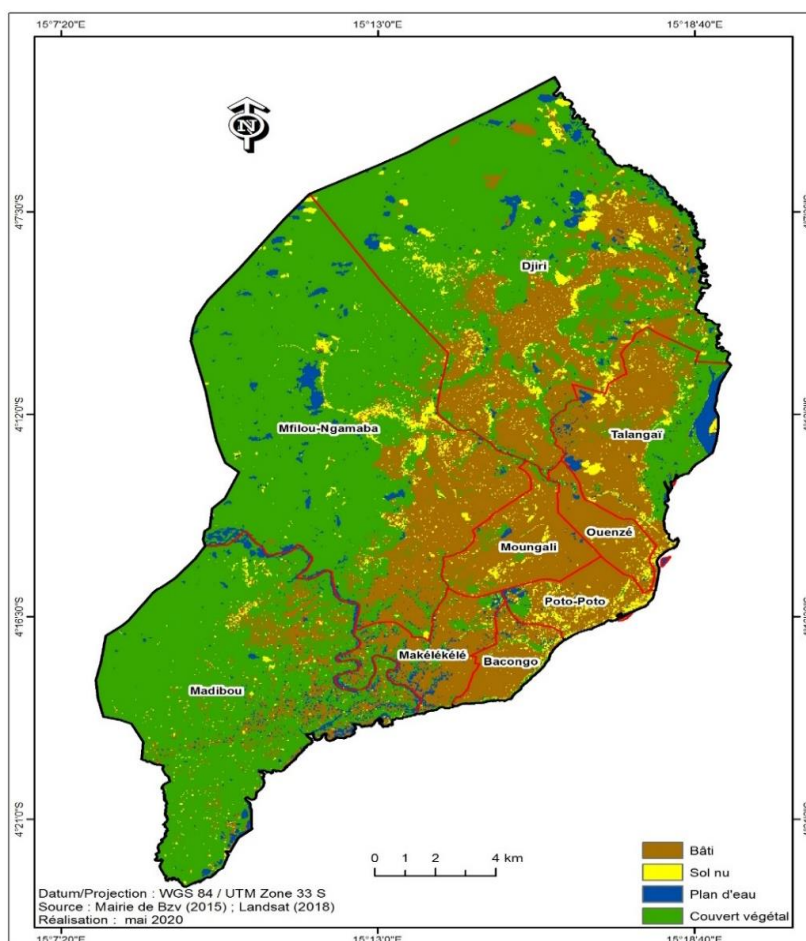 15°7'20"E 15°13'0"E 15°18'40"E
N
4°7'30"S
Djiri
4°12'0"S
Mfilou-Ngamaba
Talangaï
Ouenzé
Moungali
4°16'30"S
Poto-Poto
Makélékélé
Bacongo
Madibou
4°21'0"S
Bâti
0 1 2 4 km
Sol nu
Plan d'eau
Couvert végétal
Datum/Projection : WGS 84 / UTM Zone 33 S
Source : Mairie de Bzv (2015) ; Landsat (2018)
Réalisation : mai 2020
15°7'20"E 15°13'0"E 15°18'40"E